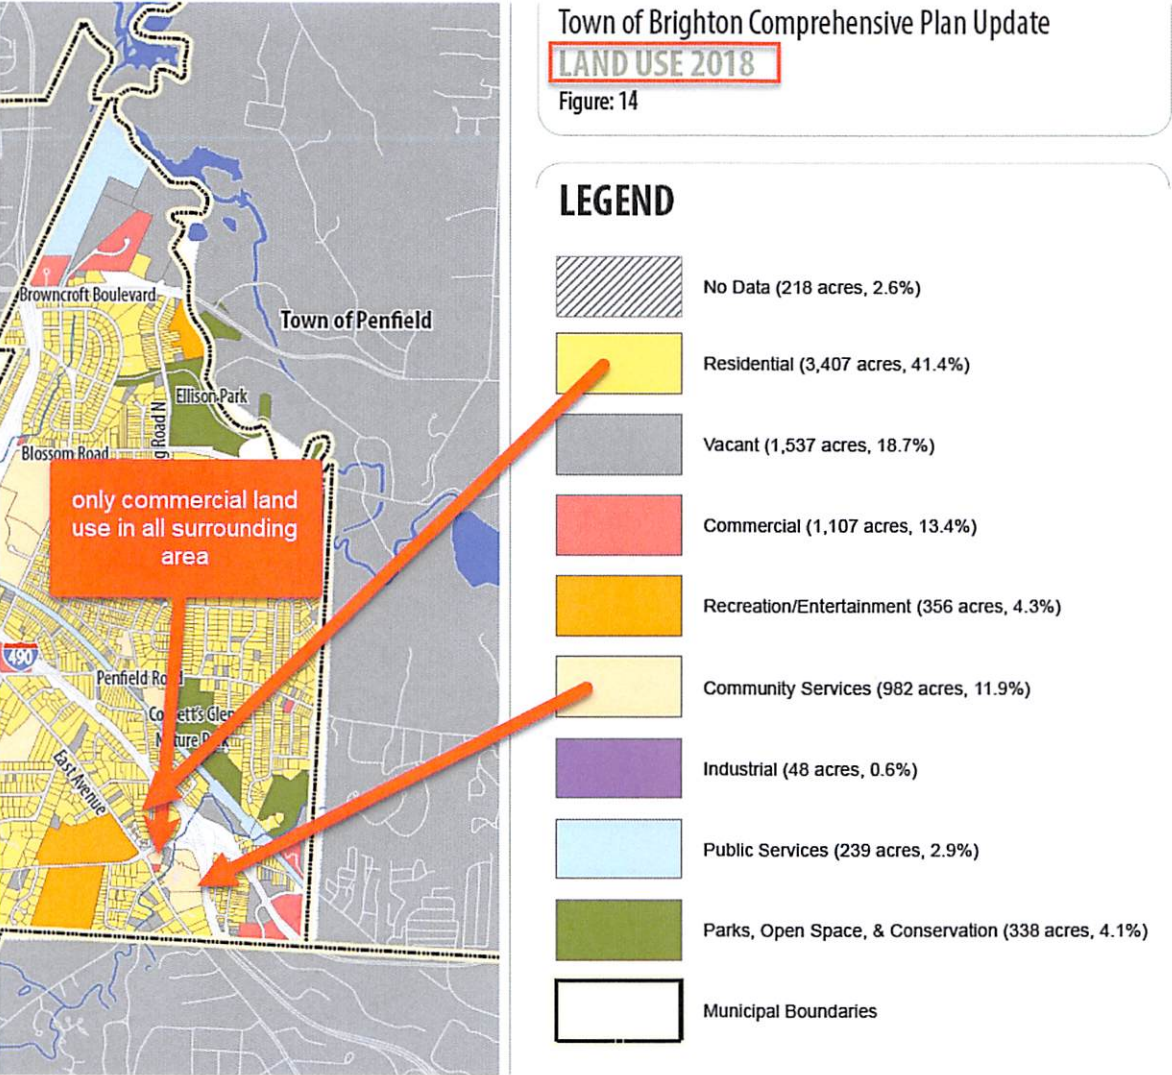 Town of Brighton Comprehensive Plan Update
LAND USE 2018
Figure: 14
LEGEND
No Data (218 acres, 2.6%)
Residential (3,407 acres, 41.4%)
Vacant (1,537 acres, 18.7%)
Commercial (1,107 acres, 13.4%)
Recreation/Entertainment (356 acres, 4.3%)
Community Services (982 acres, 11.9%)
Industrial (48 acres, 0.6%)
Public Services (239 acres, 2.9%)
Parks, Open Space, & Conservation (338 acres, 4.1%)
Municipal Boundaries
Browncroft Boulevard
Town of Penfield
Ellison Park
Road N
Blossom Road
only commercial land
use in all surrounding
area
490
Penfield
East Avenue